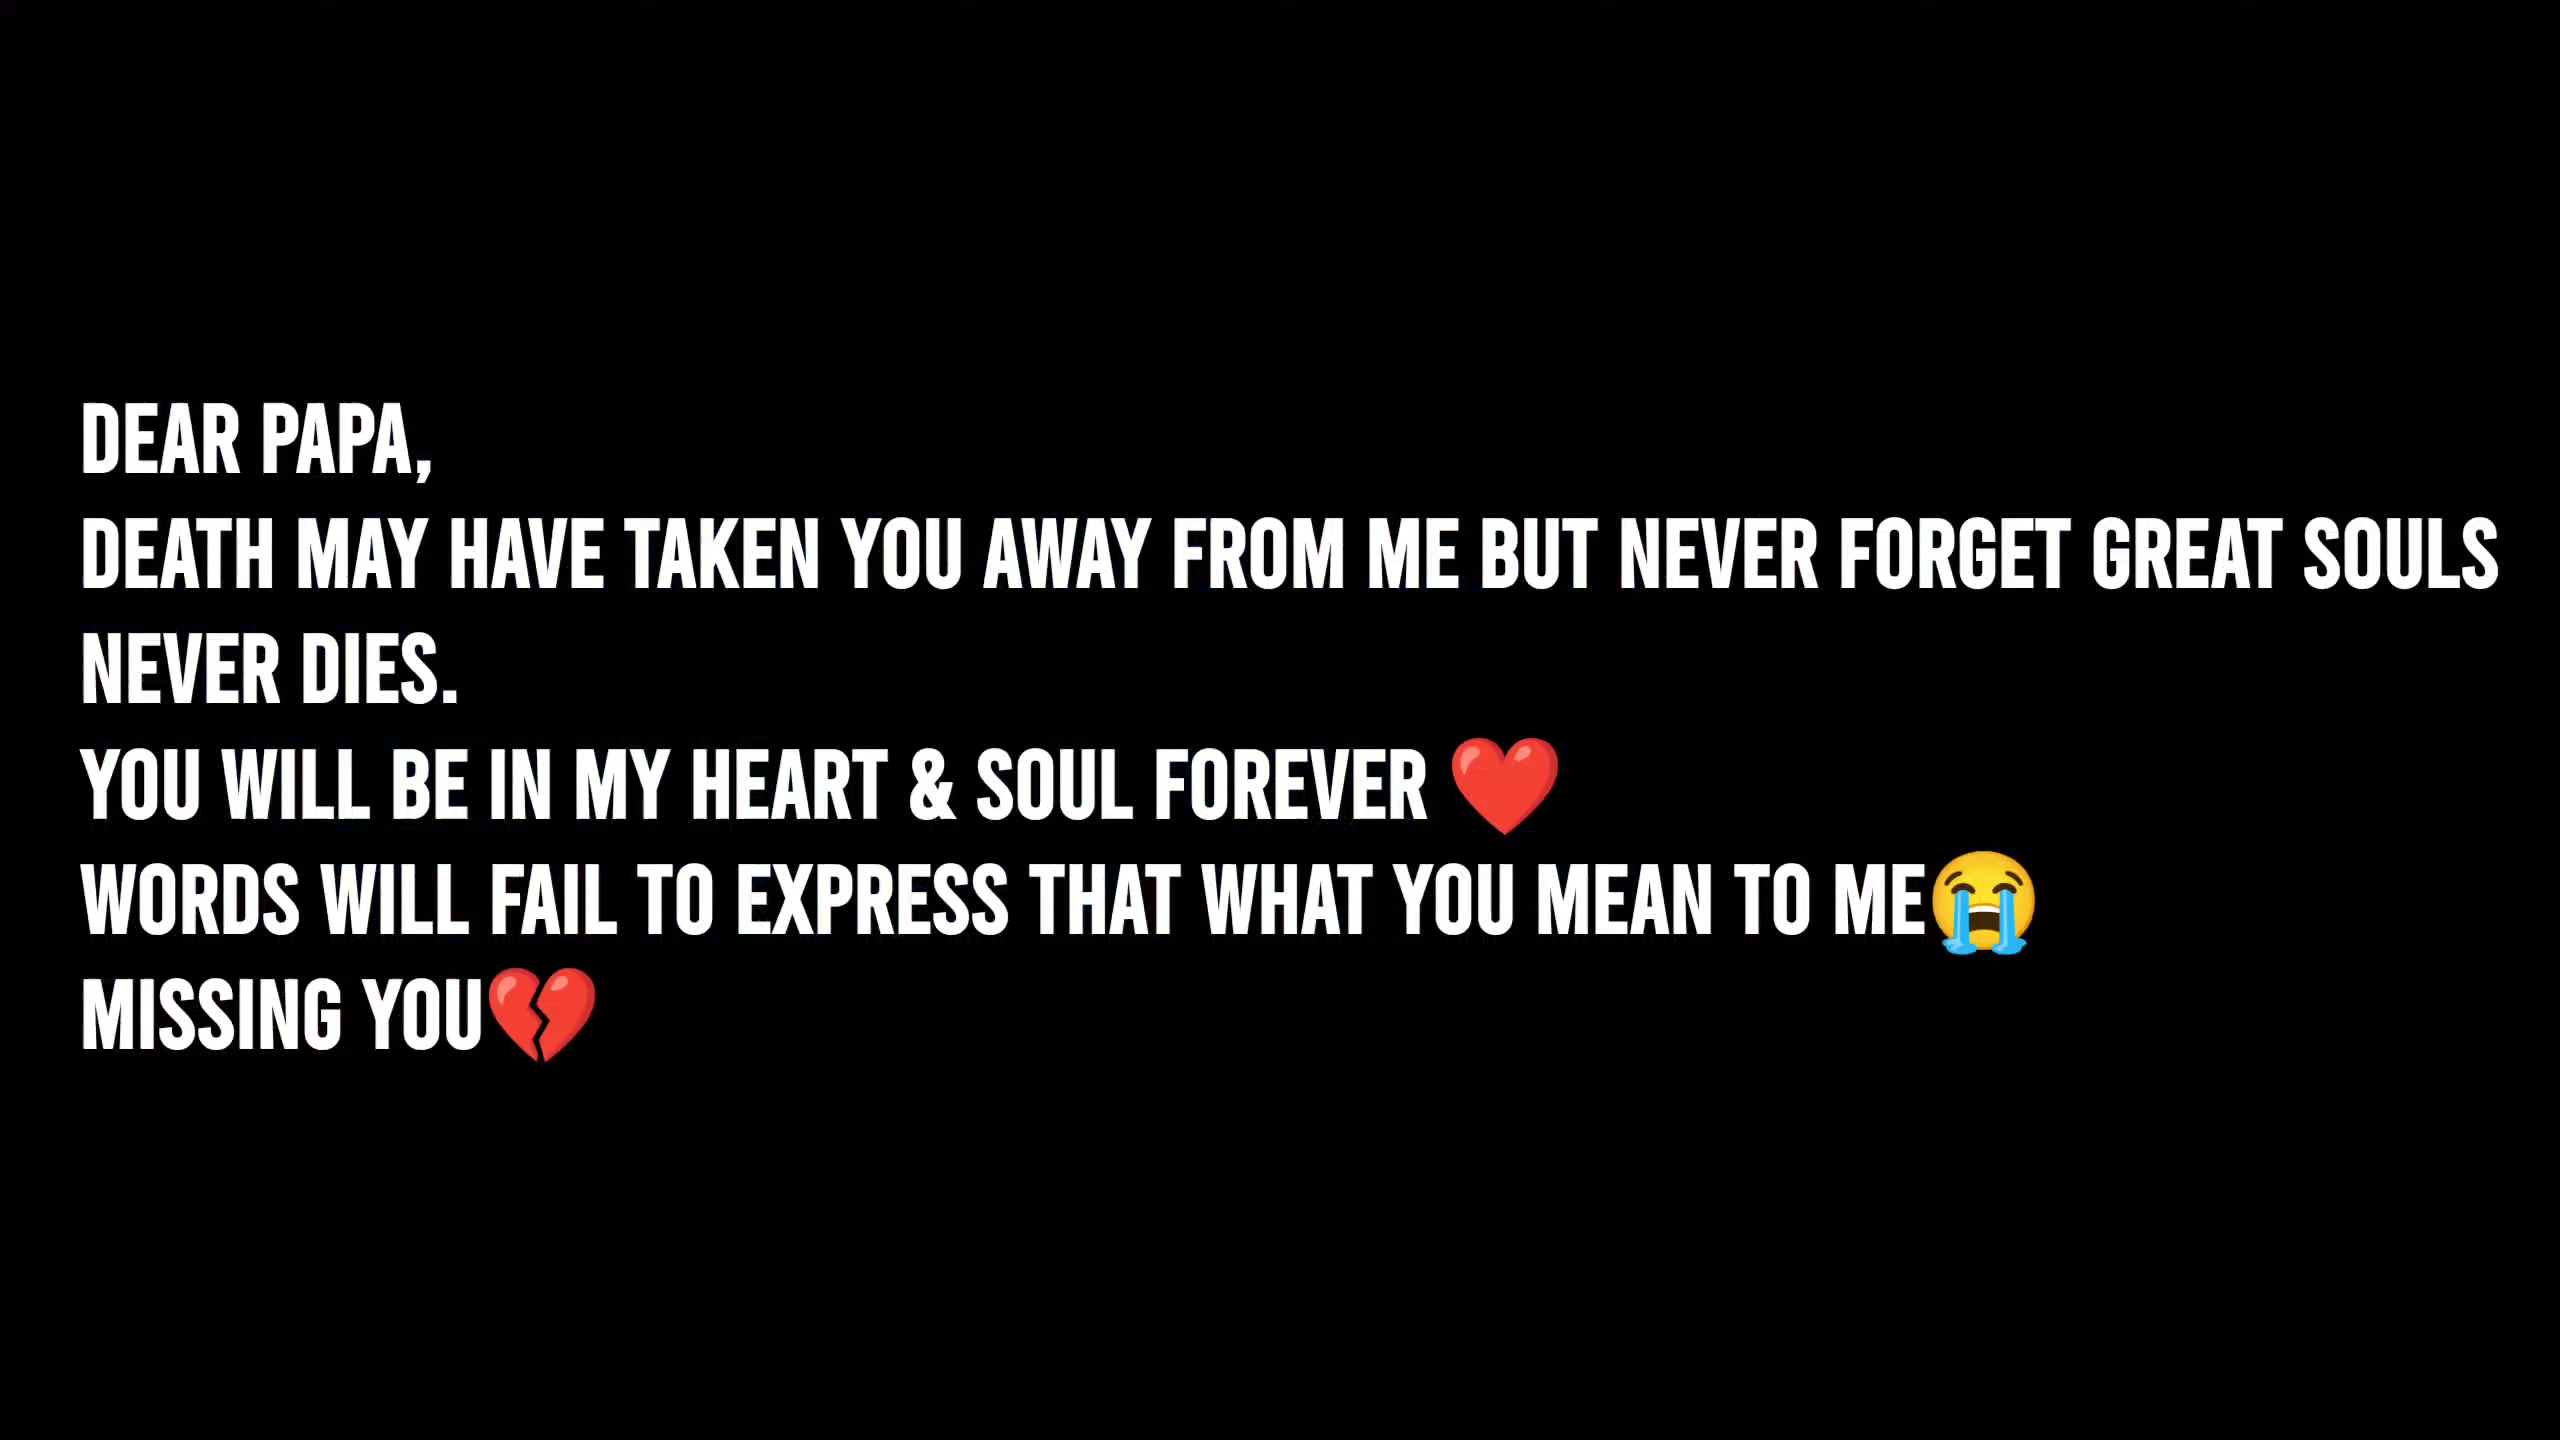 DEAR PAPA,
DEATH MAY HAVE TAKEN YOU AWAY FROM ME BUT NEVER FORGET GREAT SOULS
NEVER DIES.
YOU WILL BE IN MY HEART & SOUL FOREVER ❤️
WORDS WILL FAIL TO EXPRESS THAT WHAT YOU MEAN TO ME😭
MISSING YOU💔